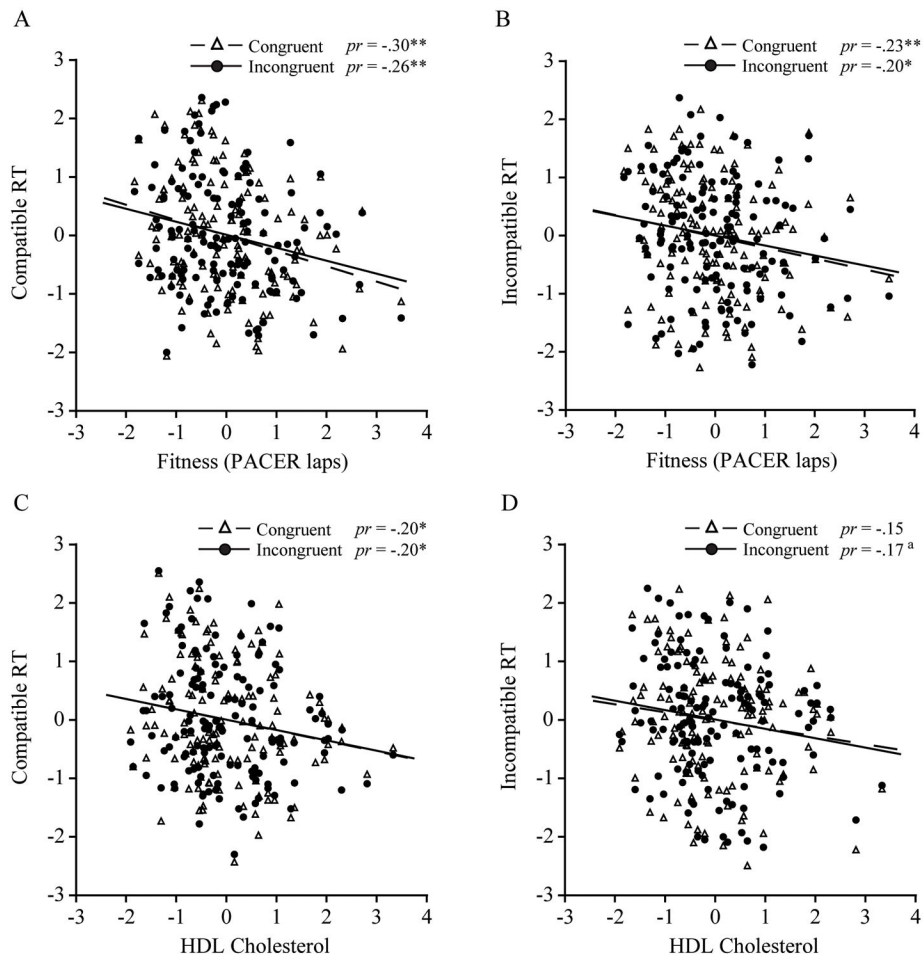 A
Congruent pr = -.30**
Incongruent pr = -.26**
3
2
1
0
-1
-2
-3
Compatible RT
-3 -2 -1 0 1 2 3 4
Fitness (PACER laps)
B
Congruent pr = -.23**
Incongruent pr = -.20*
3
2
1
0
-1
-2
-3
Incompatible RT
-3 -2 -1 0 1 2 3 4
Fitness (PACER laps)
C
Congruent pr = -.20*
Incongruent pr = -.20*
3
2
1
0
-1
-2
-3
Compatible RT
-3 -2 -1 0 1 2 3 4
HDL Cholesterol
D
Congruent pr = -.15
Incongruent pr = -.17 a
3
2
1
0
-1
-2
-3
Incompatible RT
-3 -2 -1 0 1 2 3 4
HDL Cholesterol